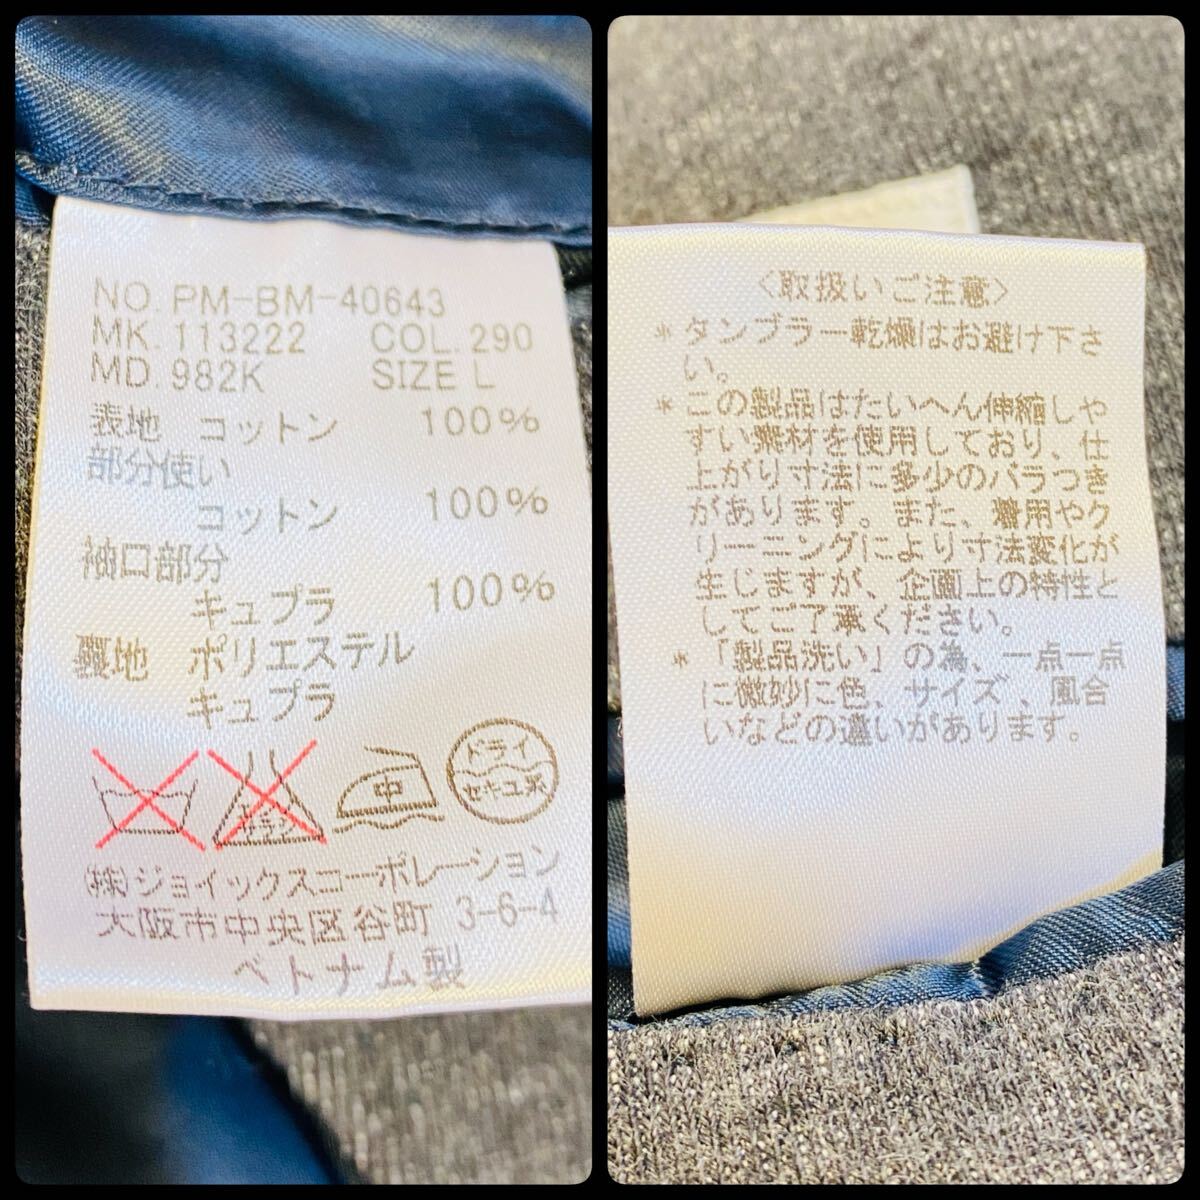 NO. PM-BM-40643
MK. 113222 COL. 290
MD. 982K SIZE L
表地 コットン 100%
部分使い
コットン 100%
袖口部分
キュプラ 100%
裏地 ポリエステル
キュプラ
エンソ
サラシ
中
ドライ
セキユ系
(株)ジョイックスコーポレーション
大阪市中央区谷町 3-6-4
ベトナム製
〈取扱いご注意〉
* タンブラー乾燥はお避け下さ
い。
* この製品はたいへん伸縮しや
すい素材を使用しており、仕
上がり寸法に多少のバラつき
があります。また、着用やク
リーニングにより寸法変化が
生じますが、企画上の特性と
してご了承ください。
* 「製品洗い」の為、一点一点
に微妙に色、サイズ、風合
いなどの違いがあります。